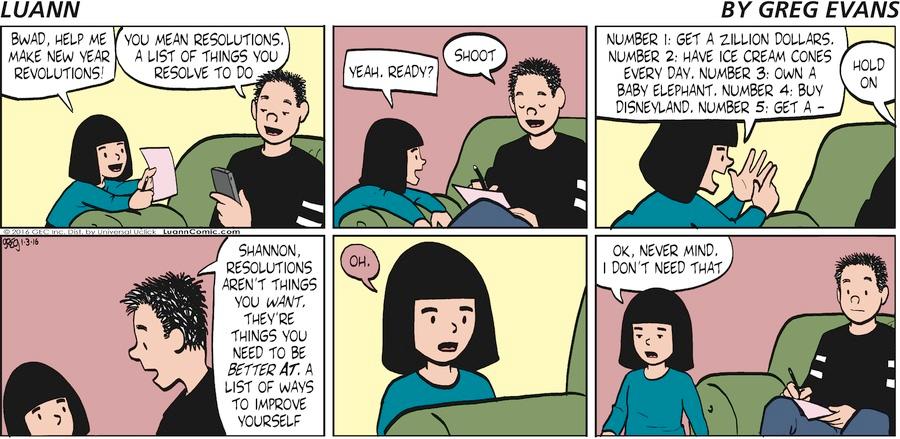 LUANN
BY GREG EVANS
BWAD, HELP ME
MAKE NEW YEAR
REVOLUTIONS!
YOU MEAN RESOLUTIONS.
A LIST OF THINGS YOU
RESOLVE TO DO
YEAH. READY?
SHOOT
NUMBER 1: GET A ZILLION DOLLARS.
NUMBER 2: HAVE ICE CREAM CONES
EVERY DAY. NUMBER 3: OWN A
BABY ELEPHANT. NUMBER 4: BUY
DISNEYLAND. NUMBER 5: GET A –
HOLD
ON
© 2016 GEC Inc. Dist. by Universal Uclick LuannComic.com
greg 1-3-16
SHANNON,
RESOLUTIONS
AREN'T THINGS
YOU WANT.
THEY'RE
THINGS YOU
NEED TO BE
BETTER AT. A
LIST OF WAYS
TO IMPROVE
YOURSELF
OH.
OK, NEVER MIND.
I DON'T NEED THAT